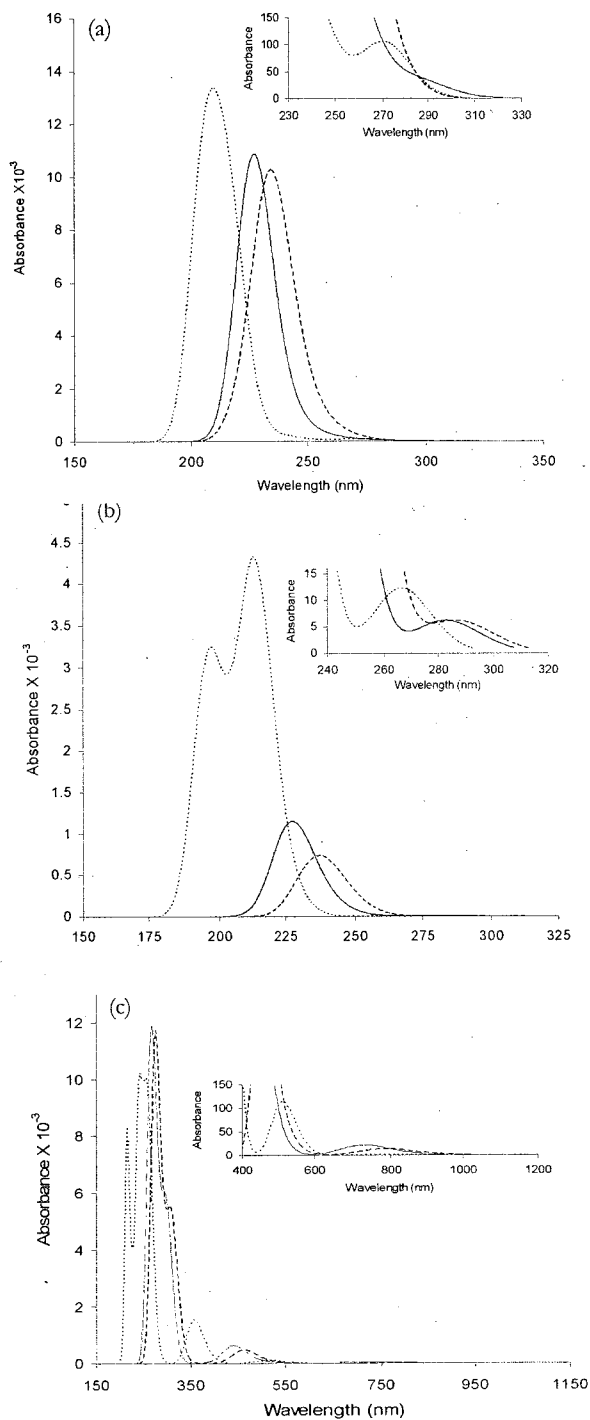 (a)
16
14
12
10
8
6
4
2
0
Absorbance X10⁻³
150 200 250 300 350
Wavelength (nm)
150
100
50
0
Absorbance
230 250 270 290 310 330
Wavelength (nm)
(b)
4.5
4
3.5
3
2.5
2
1.5
1
0.5
0
Absorbance X 10⁻³
150 175 200 225 250 275 300 325
Wavelength (nm)
15
10
5
0
Absorbance
240 260 280 300 320
Wavelength (nm)
(c)
12
10
8
6
4
2
0
Absorbance X 10⁻³
150 350 550 750 950 1150
Wavelength (nm)
150
100
50
0
Absorbance
400 600 800 1000 1200
Wavelength (nm)